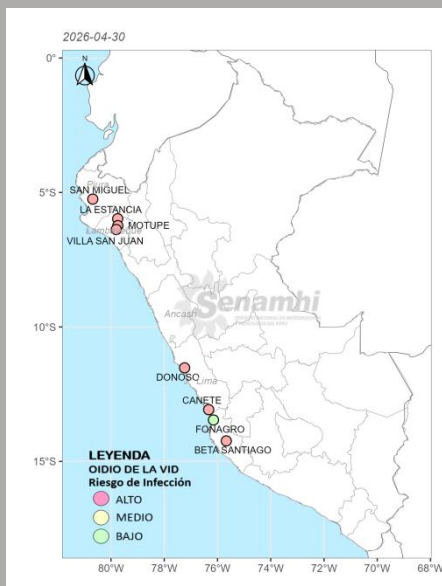 2026-04-30
N
0°
5°S
10°S
15°S
Piura
SAN MIGUEL
LA ESTANCIA
MOTUPE
Lambayeque
VILLA SAN JUAN
Senamhi
Ancash
DONOSO
Lima
CAÑETE
FONAGRO
BETA SANTIAGO
LEYENDA
OIDIO DE LA VID
Riesgo de Infección
ALTO
MEDIO
BAJO
80°W 78°W 76°W 74°W 72°W 70°W 68°W